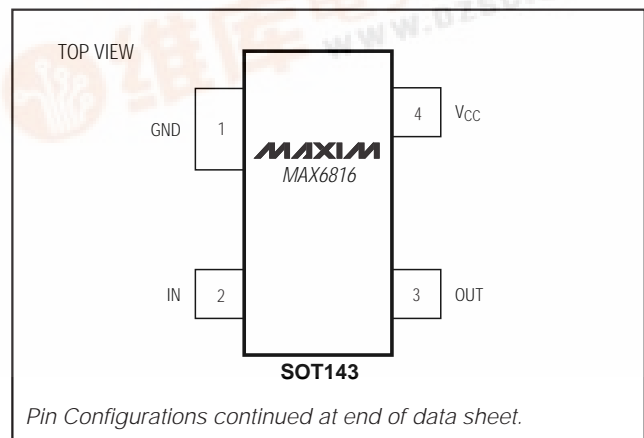 TOP VIEW
GND 1
4 VCC
MAXIM
MAX6816
IN 2
3 OUT
SOT143
Pin Configurations continued at end of data sheet.